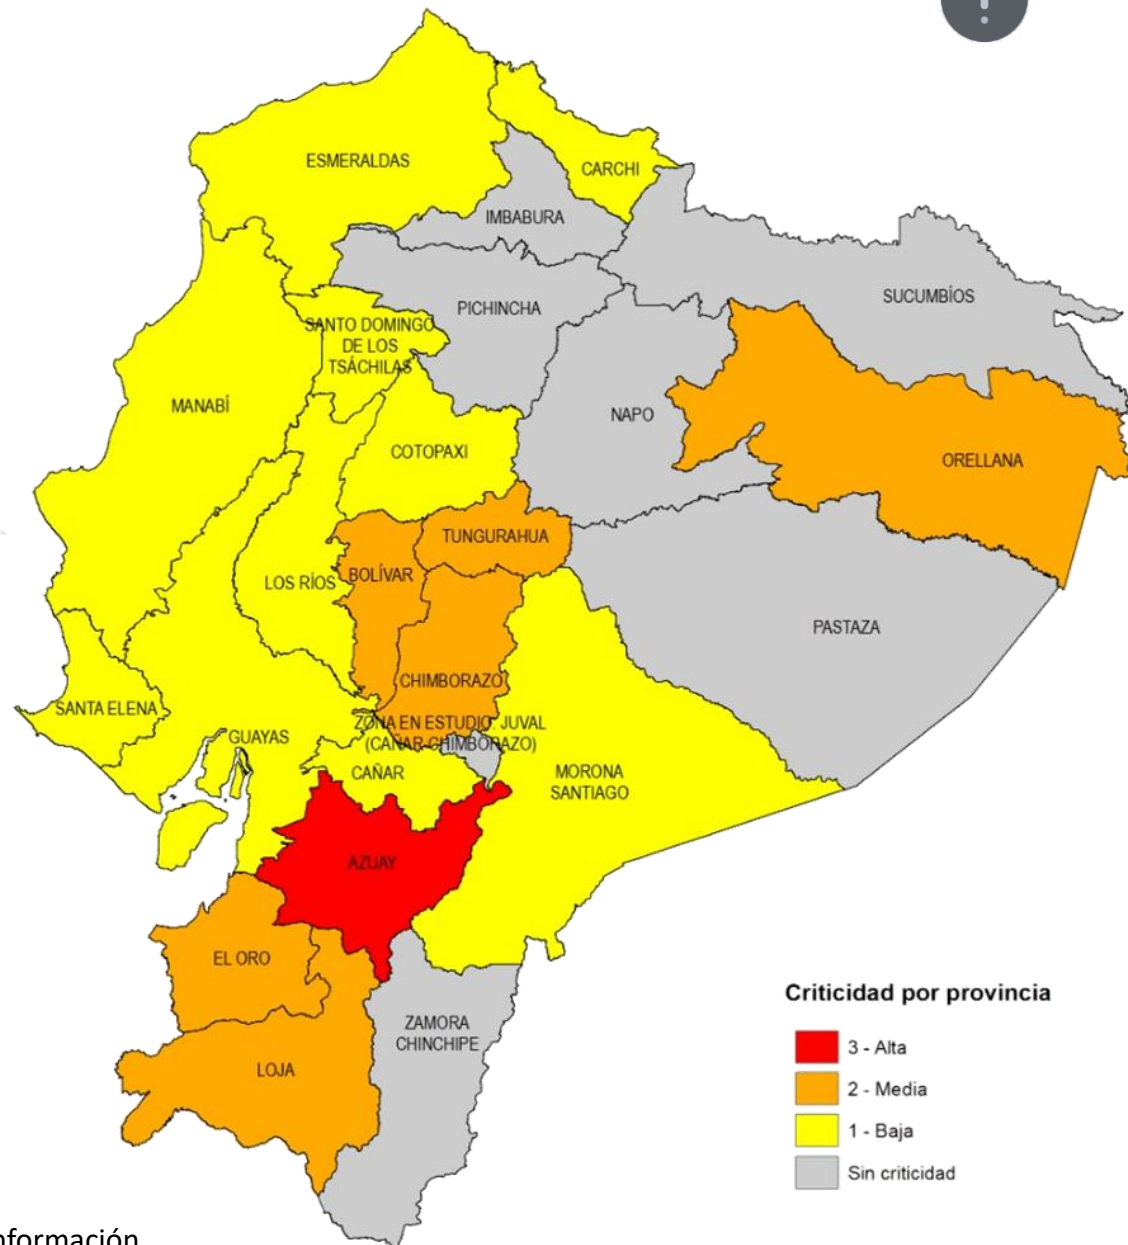 !
ESMERALDAS
CARCHI
IMBABURA
SUCUMBÍOS
PICHINCHA
SANTO DOMINGO
DE LOS
TSÁCHILAS
MANABÍ
NAPO
COTOPAXI
ORELLANA
TUNGURAHUA
BOLÍVAR
LOS RÍOS
PASTAZA
CHIMBORAZO
SANTA ELENA
ZONA EN ESTUDIO: JUVAL
(CAÑAR-CHIMBORAZO)
GUAYAS
CAÑAR
MORONA
SANTIAGO
AZUAY
EL ORO
ZAMORA
CHINCHIPE
LOJA
Criticidad por provincia
3 - Alta
2 - Media
1 - Baja
Sin criticidad
nformación